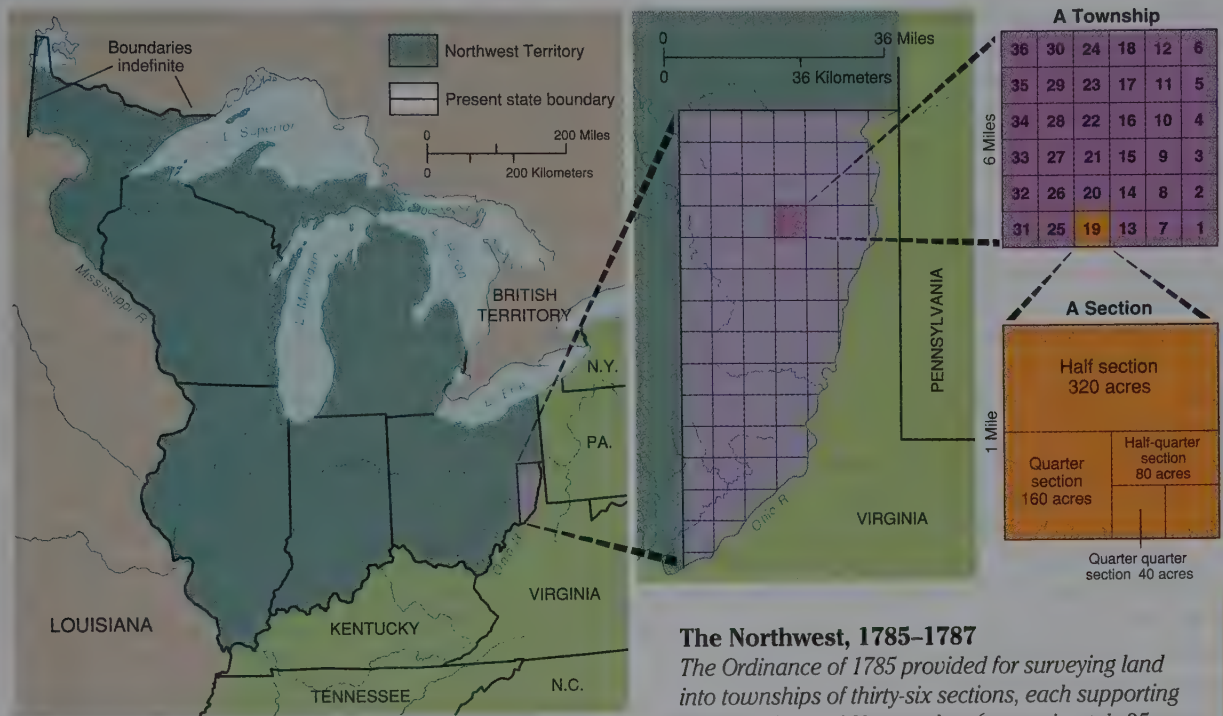 Boundaries
indefinite
Northwest Territory
Present state boundary
0 200 Miles
0 200 Kilometers
L. Superior
L. Michigan
L. Huron
L. Erie
Mississippi R.
BRITISH
TERRITORY
N.Y.
PA.
Ohio R.
VIRGINIA
LOUISIANA
KENTUCKY
TENNESSEE
N.C.
0 36 Miles
0 36 Kilometers
PENNSYLVANIA
Ohio R.
VIRGINIA
A Township
6 Miles
36 30 24 18 12 6
35 29 23 17 11 5
34 28 22 16 10 4
33 27 21 15 9 3
32 26 20 14 8 2
31 25 19 13 7 1
A Section
1 Mile
Half section
320 acres
Quarter
section
160 acres
Half-quarter
section
80 acres
Quarter quarter
section 40 acres
The Northwest, 1785–1787
The Ordinance of 1785 provided for surveying land
into townships of thirty-six sections, each supporting